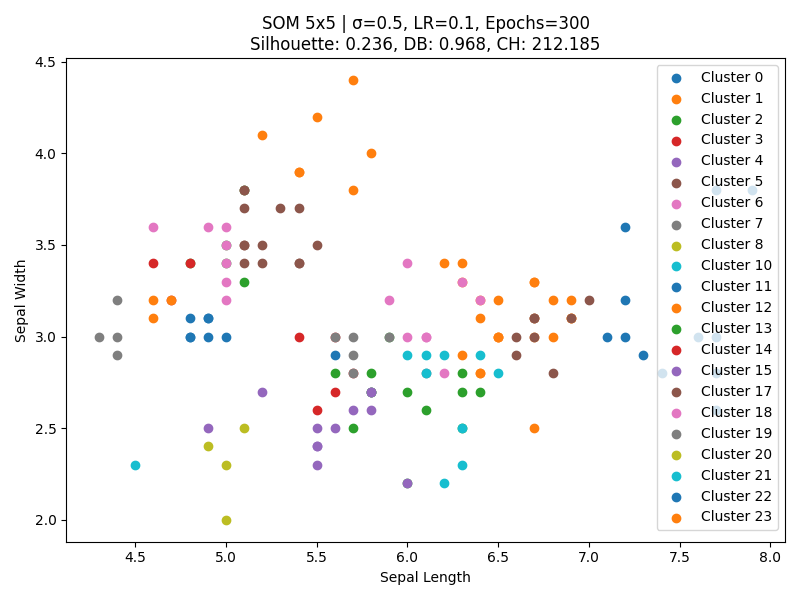 SOM 5x5 | σ=0.5, LR=0.1, Epochs=300
Silhouette: 0.236, DB: 0.968, CH: 212.185
4.5
4.0
3.5
3.0
2.5
2.0
Sepal Width
Cluster 0
Cluster 1
Cluster 2
Cluster 3
Cluster 4
Cluster 5
Cluster 6
Cluster 7
Cluster 8
Cluster 10
Cluster 11
Cluster 12
Cluster 13
Cluster 14
Cluster 15
Cluster 17
Cluster 18
Cluster 19
Cluster 20
Cluster 21
Cluster 22
Cluster 23
4.5 5.0 5.5 6.0 6.5 7.0 7.5 8.0
Sepal Length